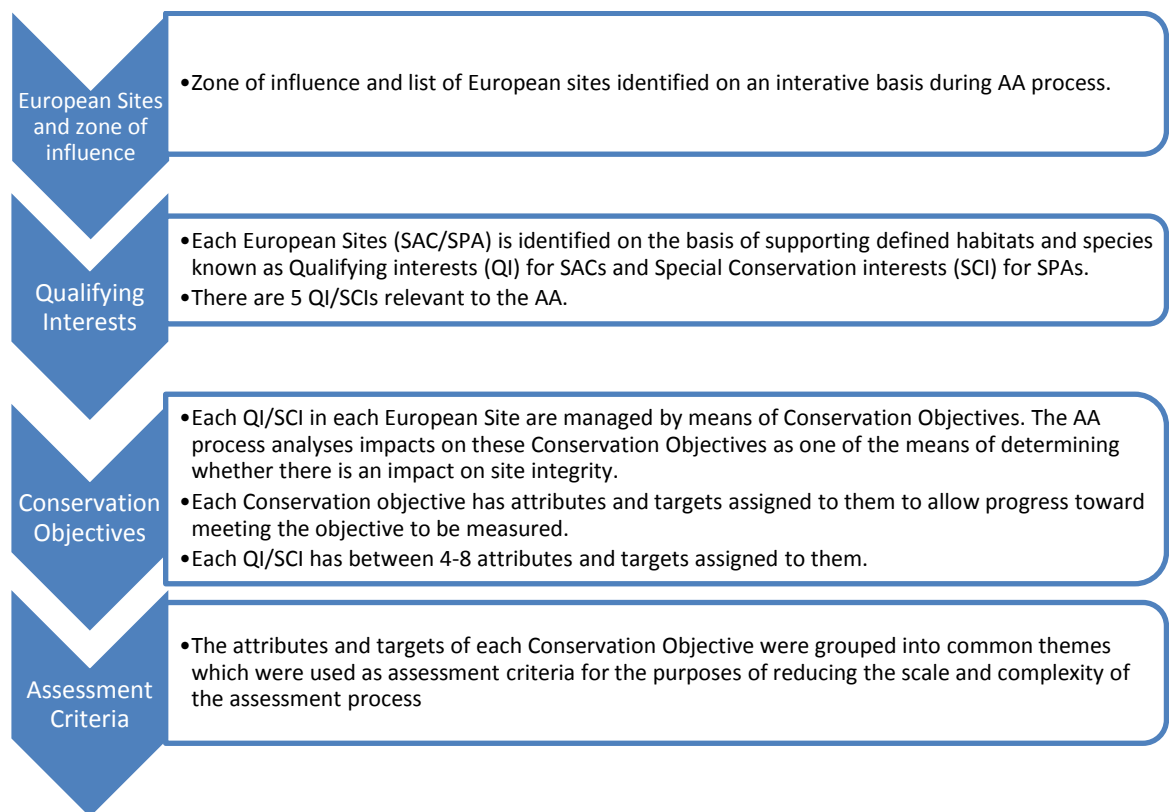 European Sites
and zone of
influence
•Zone of influence and list of European sites identified on an interative basis during AA process.
Qualifying
Interests
•Each European Sites (SAC/SPA) is identified on the basis of supporting defined habitats and species
known as Qualifying interests (QI) for SACs and Special Conservation interests (SCI) for SPAs.
•There are 5 QI/SCIs relevant to the AA.
Conservation
Objectives
•Each QI/SCI in each European Site are managed by means of Conservation Objectives. The AA
process analyses impacts on these Conservation Objectives as one of the means of determining
whether there is an impact on site integrity.
•Each Conservation objective has attributes and targets assigned to them to allow progress toward
meeting the objective to be measured.
•Each QI/SCI has between 4-8 attributes and targets assigned to them.
Assessment
Criteria
•The attributes and targets of each Conservation Objective were grouped into common themes
which were used as assessment criteria for the purposes of reducing the scale and complexity of
the assessment process